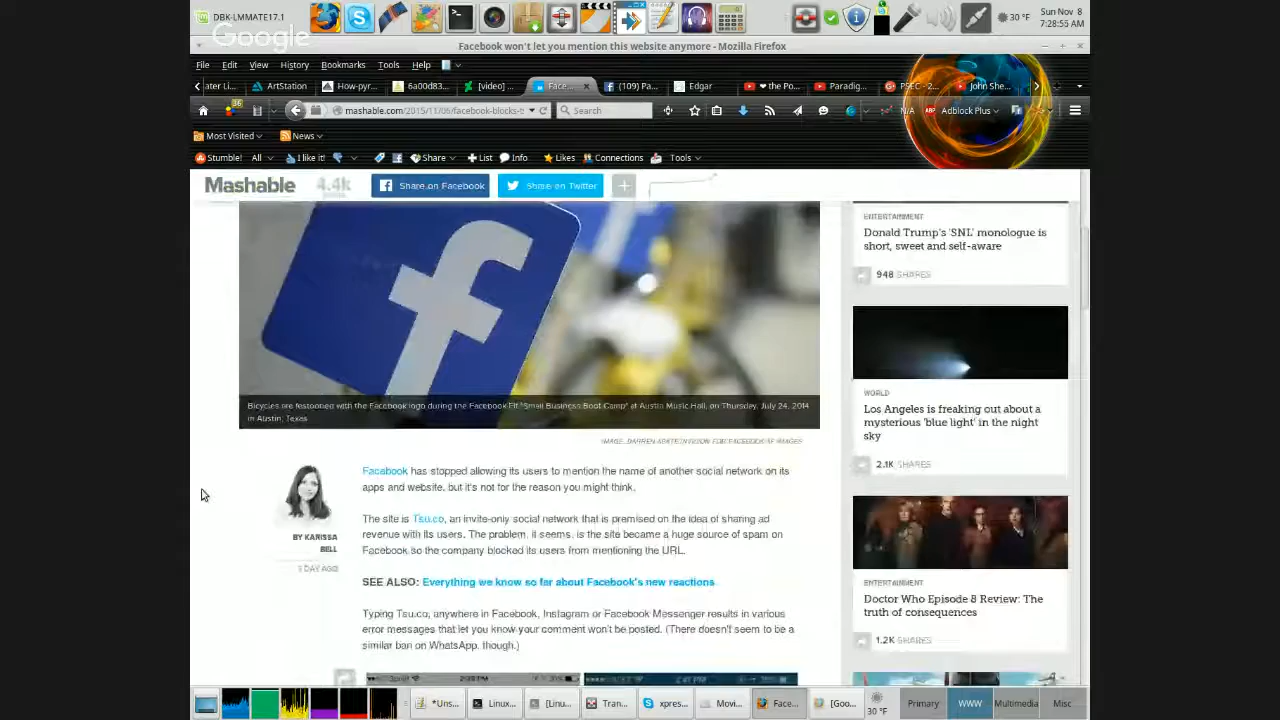 DBK-LMMATE17.1
Google
30 °F
Sun Nov 8
7:28:55 AM
Facebook won't let you mention this website anymore - Mozilla Firefox
File Edit View History Bookmarks Tools Help
ater Li...
ArtStation
How-pyr...
6a00d83...
[video] ...
Face...
(109) Pa...
Edgar
❤ the Po...
Paradig...
PSEC - 2...
John She...
36
mashable.com/2015/11/06/facebook-blocks-t
Search
N/A
ABP
Adblock Plus
Most Visited
News
Stumble! All I like it! Share List Info Likes Connections Tools
Mashable
4.4k
Share on Facebook
Share on Twitter
Bicycles are festooned with the Facebook logo during the Facebook Fit "Small Business Boot Camp" at Austin Music Hall, on Thursday, July 24, 2014
in Austin, Texas
Facebook has stopped allowing its users to mention the name of another social network on its
apps and website, but it's not for the reason you might think.
BY KARISSA
BELL
1 DAY AGO
The site is Tsu.co, an invite-only social network that is premised on the idea of sharing ad
revenue with its users. The problem, it seems, is the site became a huge source of spam on
Facebook so the company blocked its users from mentioning the URL.
SEE ALSO: Everything we know so far about Facebook's new reactions
Typing Tsu.co, anywhere in Facebook, Instagram or Facebook Messenger results in various
error messages that let you know your comment won't be posted. (There doesn't seem to be a
similar ban on WhatsApp, though.)
ENTERTAINMENT
Donald Trump's 'SNL' monologue is
short, sweet and self-aware
948 SHARES
WORLD
Los Angeles is freaking out about a
mysterious 'blue light' in the night
sky
2.1K SHARES
ENTERTAINMENT
Doctor Who Episode 8 Review: The
truth of consequences
1.2K SHARES
*Uns...
Linux...
[Linu...
Tran...
xpres...
Movi...
Face...
[Goo...
30 °F
Primary
WWW
Multimedia
Misc